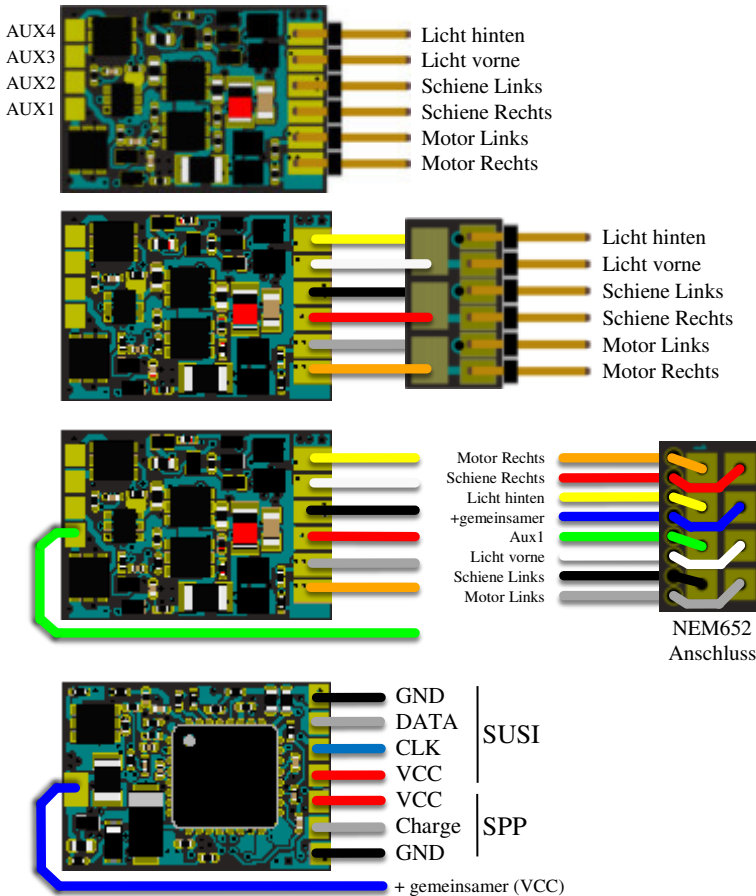 AUX4
AUX3
AUX2
AUX1
Licht hinten
Licht vorne
Schiene Links
Schiene Rechts
Motor Links
Motor Rechts
Licht hinten
Licht vorne
Schiene Links
Schiene Rechts
Motor Links
Motor Rechts
Motor Rechts
Schiene Rechts
Licht hinten
+gemeinsamer
Aux1
Licht vorne
Schiene Links
Motor Links
NEM652
Anschluss
GND
DATA
CLK
VCC
SUSI
VCC
Charge
GND
SPP
+ gemeinsamer (VCC)